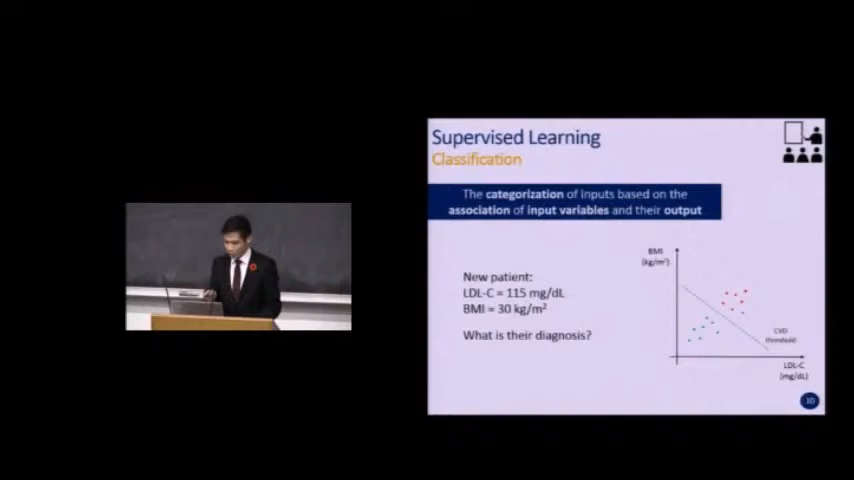 Supervised Learning
Classification
The categorization of inputs based on the
association of input variables and their output
New patient:
LDL-C = 115 mg/dL
BMI = 30 kg/m²
What is their diagnosis?
BMI
(kg/m²)
CVD
(threshold)
LDL-C
(mg/dL)
10